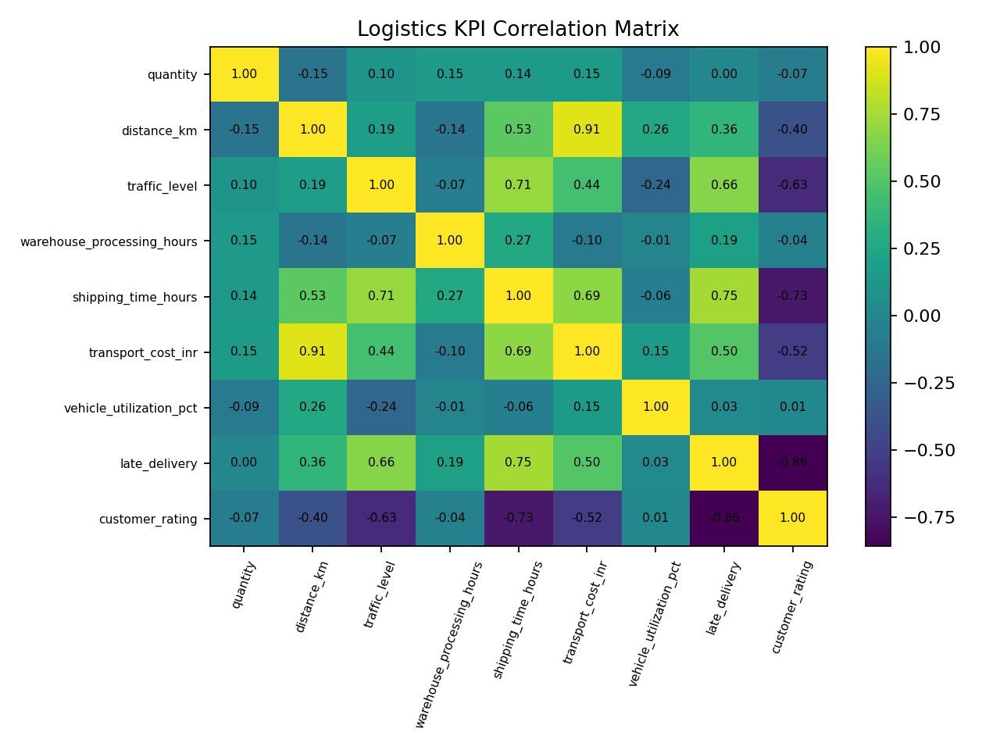 Logistics KPI Correlation Matrix
quantity 1.00 -0.15 0.10 0.15 0.14 0.15 -0.09 0.00 -0.07
distance_km -0.15 1.00 0.19 -0.14 0.53 0.91 0.26 0.36 -0.40
traffic_level 0.10 0.19 1.00 -0.07 0.71 0.44 -0.24 0.66 -0.63
warehouse_processing_hours 0.15 -0.14 -0.07 1.00 0.27 -0.10 -0.01 0.19 -0.04
shipping_time_hours 0.14 0.53 0.71 0.27 1.00 0.69 -0.06 0.75 -0.73
transport_cost_inr 0.15 0.91 0.44 -0.10 0.69 1.00 0.15 0.50 -0.52
vehicle_utilization_pct -0.09 0.26 -0.24 -0.01 -0.06 0.15 1.00 0.03 0.01
late_delivery 0.00 0.36 0.66 0.19 0.75 0.50 0.03 1.00 -0.86
customer_rating -0.07 -0.40 -0.63 -0.04 -0.73 -0.52 0.01 -0.86 1.00
quantity
distance_km
traffic_level
warehouse_processing_hours
shipping_time_hours
transport_cost_inr
vehicle_utilization_pct
late_delivery
customer_rating
1.00
0.75
0.50
0.25
0.00
−0.25
−0.50
−0.75